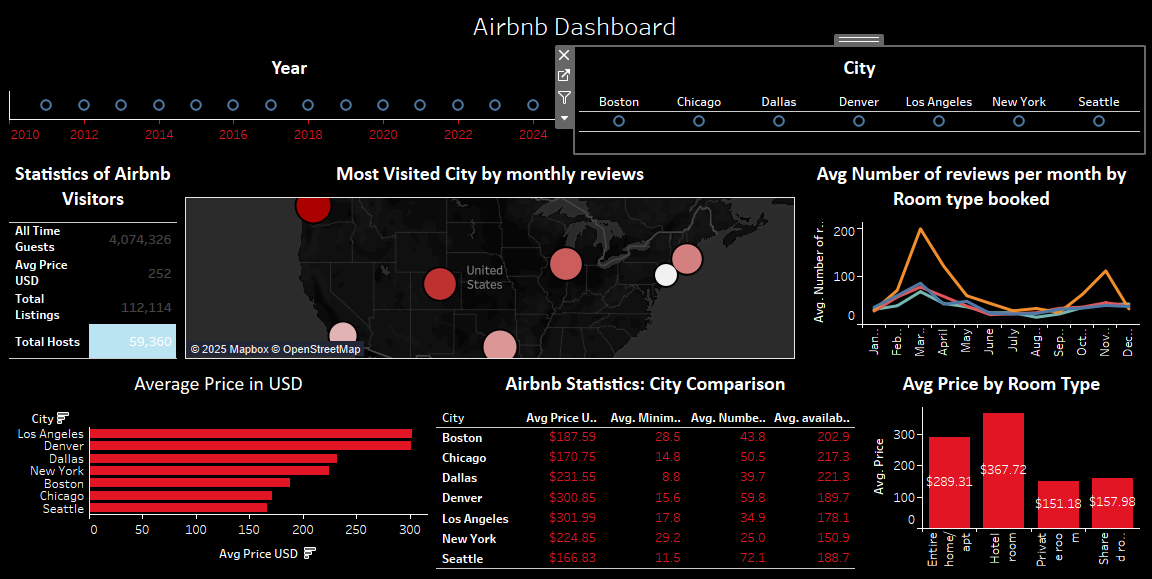 Airbnb Dashboard
Year
2010 2012 2014 2016 2018 2020 2022 2024
City
Boston Chicago Dallas Denver Los Angeles New York Seattle
Statistics of Airbnb
Visitors
All Time
Guests
4,074,326
Avg Price
USD
252
Total
Listings
112,114
Total Hosts 59,360
Most Visited City by monthly reviews
United
States
© 2025 Mapbox © OpenStreetMap
Avg Number of reviews per month by
Room type booked
Avg. Number of r..
200
100
0
Jan.. Feb.. Mar.. April May June July Aug.. Sep.. Oct.. Nov.. Dec..
Average Price in USD
City
Los Angeles
Denver
Dallas
New York
Boston
Chicago
Seattle
0 50 100 150 200 250 300
Avg Price USD
Airbnb Statistics: City Comparison
City Avg Price U.. Avg. Minim.. Avg. Numbe.. Avg. availab..
Boston $187.59 28.5 43.8 202.9
Chicago $170.75 14.8 50.5 217.3
Dallas $231.55 8.8 39.7 221.3
Denver $300.85 15.6 59.8 189.7
Los Angeles $301.99 17.8 34.9 178.1
New York $224.85 29.2 25.0 150.9
Seattle $166.83 11.5 72.1 188.7
Avg Price by Room Type
Avg. Price
300
200
100
0
$289.31 $367.72 $151.18 $157.98
Entire
home/
apt
Hotel
room
Privat
e roo
m
Share
d ro..